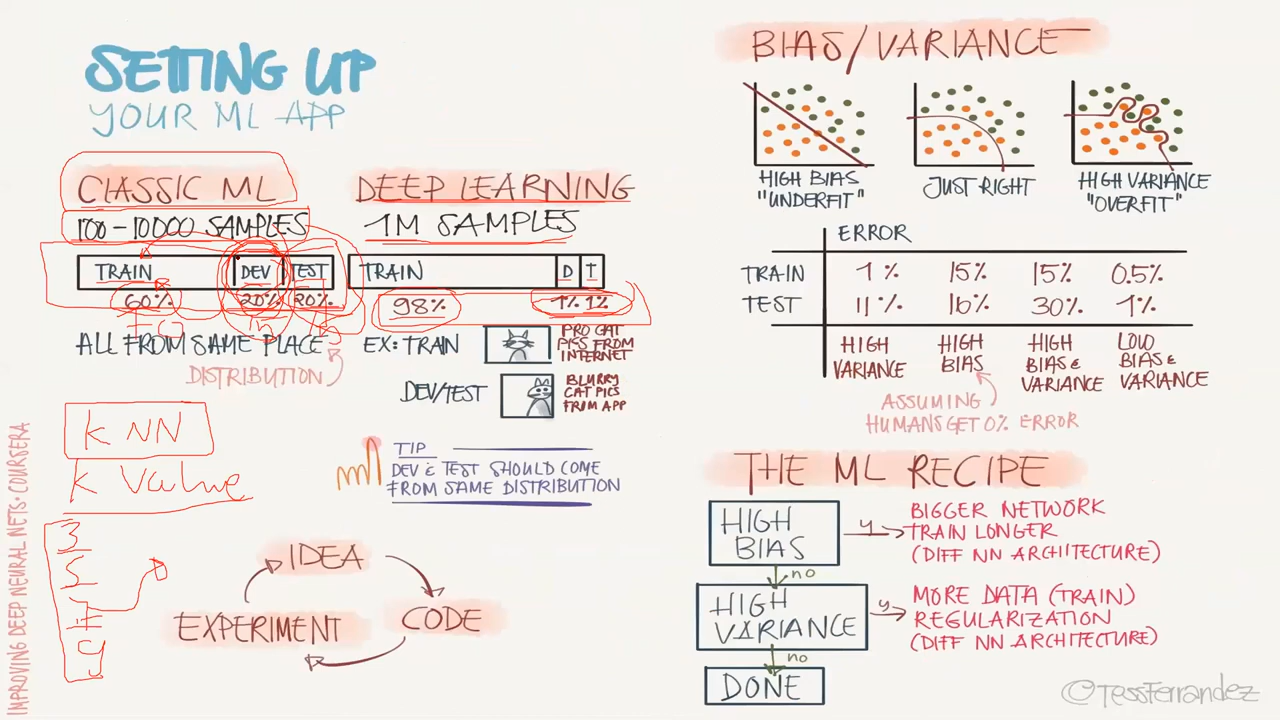 SETTING UP
YOUR ML APP
CLASSIC ML
100-10000 SAMPLES
TRAIN DEV TEST
60% 20% 20%
ALL FROM SAME PLACE
DISTRIBUTION
DEEP LEARNING
1M SAMPLES
TRAIN D T
98% 1% 1%
EX: TRAIN
PRO CAT
PICS FROM
INTERNET
DEV/TEST
BLURRY
CAT PICS
FROM APP
K NN
K Value
3
5
7
9
TIP
DEV & TEST SHOULD COME
FROM SAME DISTRIBUTION
IDEA
CODE
EXPERIMENT
IMPROVING DEEP NEURAL NETS · COURSERA
BIAS/VARIANCE
HIGH BIAS
"UNDERFIT"
JUST RIGHT
HIGH VARIANCE
"OVERFIT"
ERROR
TRAIN 1% 15% 15% 0.5%
TEST 11% 16% 30% 1%
HIGH
VARIANCE
HIGH
BIAS
HIGH
BIAS &
VARIANCE
LOW
BIAS &
VARIANCE
ASSUMING
HUMANS GET 0% ERROR
THE ML RECIPE
HIGH
BIAS
y
BIGGER NETWORK
TRAIN LONGER
(DIFF NN ARCHITECTURE)
no
HIGH
VARIANCE
y
MORE DATA (TRAIN)
REGULARIZATION
(DIFF NN ARCHITECTURE)
no
DONE
©TessFerrandez